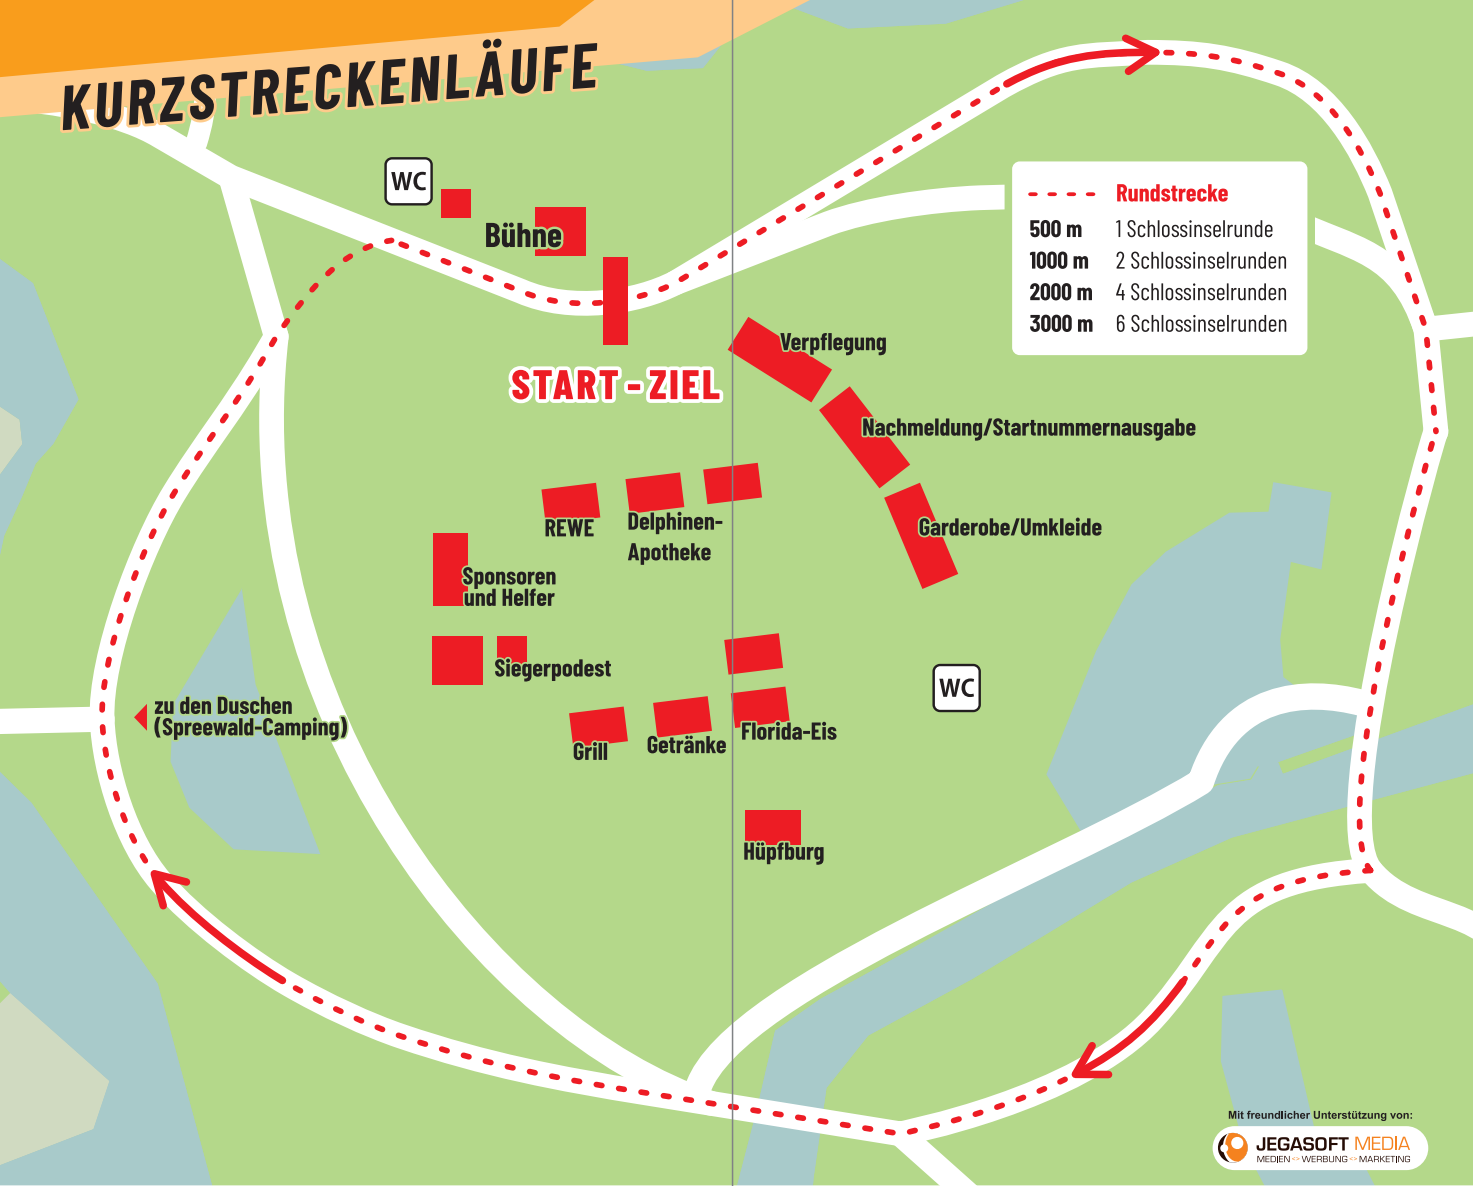 KURZSTRECKENLÄUFE
WC
Bühne
START - ZIEL
Rundstrecke
500 m 1 Schlossinselrunde
1000 m 2 Schlossinselrunden
2000 m 4 Schlossinselrunden
3000 m 6 Schlossinselrunden
Verpflegung
Nachmeldung/Startnummernausgabe
Garderobe/Umkleide
REWE
Delphinen-
Apotheke
Sponsoren
und Helfer
Siegerpodest
zu den Duschen
(Spreewald-Camping)
Grill
Getränke
Florida-Eis
WC
Hüpfburg
Mit freundlicher Unterstützung von:
JEGASOFT MEDIA
MEDIEN <> WERBUNG <> MARKETING